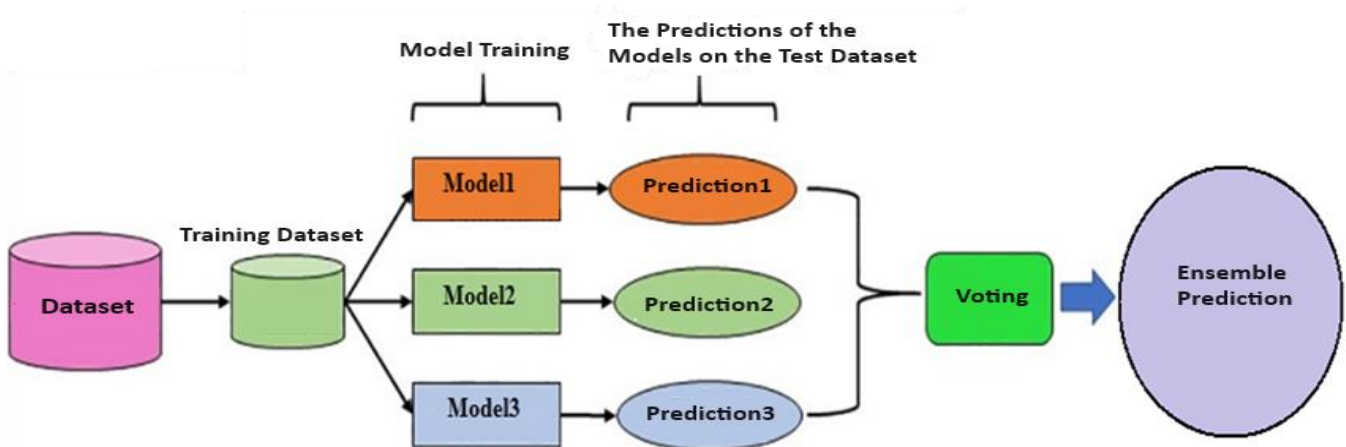 Model Training
The Predictions of the
Models on the Test Dataset
Model1
Prediction1
Training Dataset
Dataset
Model2
Prediction2
Voting
Ensemble
Prediction
Model3
Prediction3